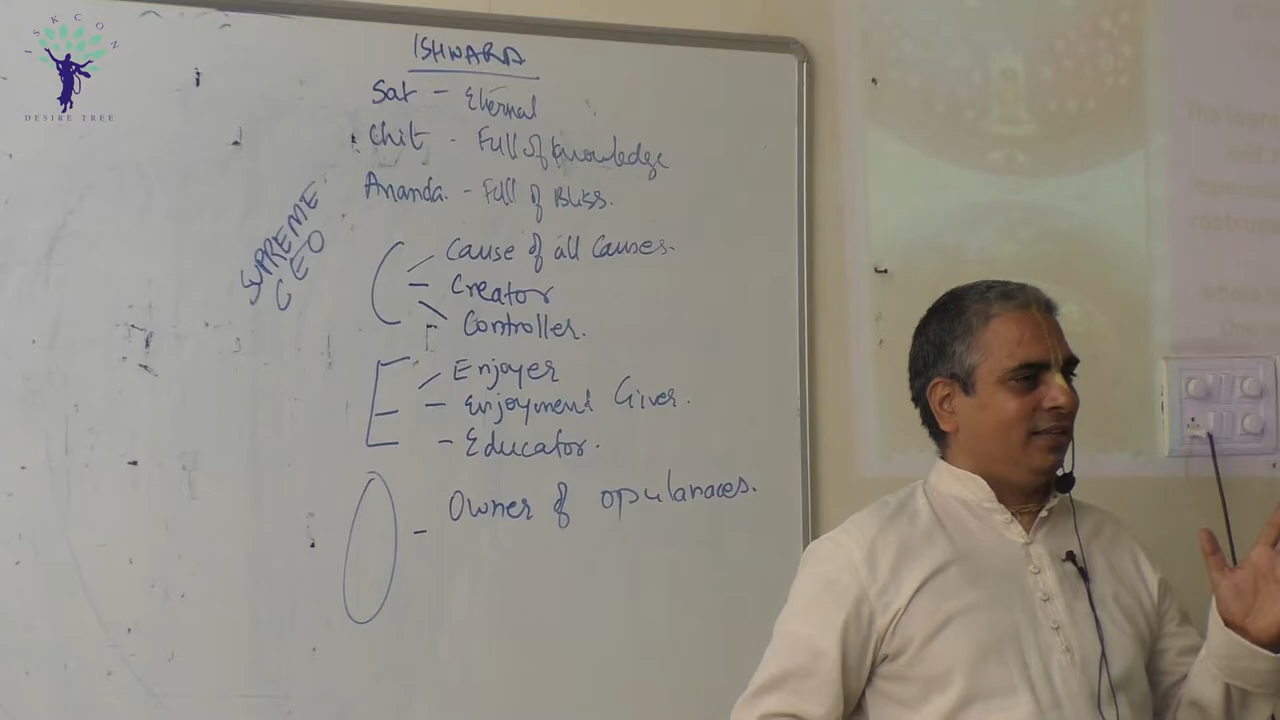 ISKCON
DESIRE TREE
ISHWARA
Sat - Eternal
Chit - Full of knowledge
Ananda. - Full of Bliss.
SUPREME
CEO
C - Cause of all Causes.
- Creator
- Controller.
E - Enjoyer
- Enjoyment Giver.
- Educator.
O - Owner of opulanaces.